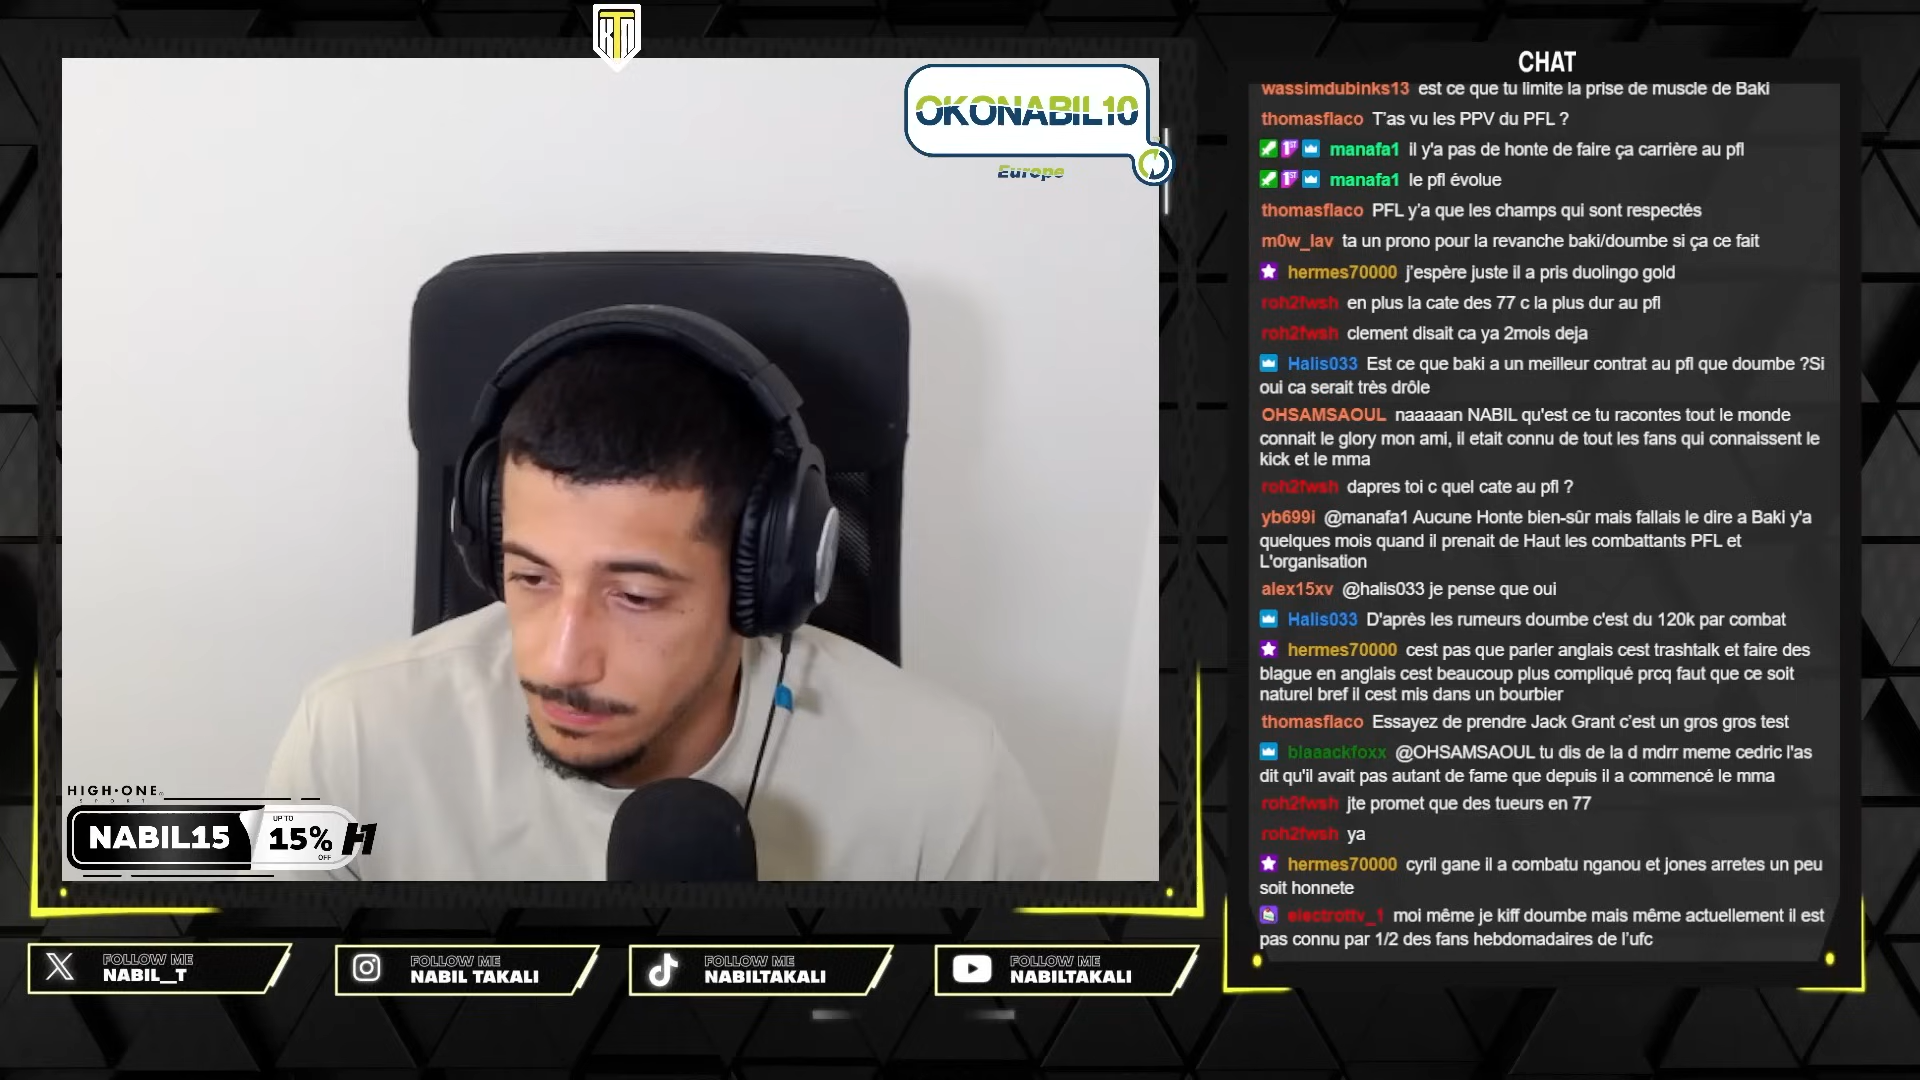 KTN
OKONABIL10
Europe
HIGH·ONE
SPORT
NABIL15
UP TO
15%
OFF
H1
FOLLOW ME
NABIL__T
FOLLOW ME
NABIL TAKALI
FOLLOW ME
NABILTAKALI
FOLLOW ME
NABILTAKALI
CHAT
wassimdubinks13 est ce que tu limite la prise de muscle de Baki
thomasflaco T'as vu les PPV du PFL ?
1ST manafa1 il y'a pas de honte de faire ça carrière au pfl
1ST manafa1 le pfl évolue
thomasflaco PFL y'a que les champs qui sont respectés
m0w_lav ta un prono pour la revanche baki/doumbe si ça ce fait
hermes70000 j'espère juste il a pris duolingo gold
roh2fwsh en plus la cate des 77 c la plus dur au pfl
roh2fwsh clement disait ca ya 2mois deja
Halis033 Est ce que baki a un meilleur contrat au pfl que doumbe ?Si
oui ca serait très drôle
OHSAMSAOUL naaaaan NABIL qu'est ce tu racontes tout le monde
connait le glory mon ami, il etait connu de tout les fans qui connaissent le
kick et le mma
roh2fwsh dapres toi c quel cate au pfl ?
yb699i @manafa1 Aucune Honte bien-sûr mais fallais le dire a Baki y'a
quelques mois quand il prenait de Haut les combattants PFL et
L'organisation
alex15xv @halis033 je pense que oui
Halis033 D'après les rumeurs doumbe c'est du 120k par combat
hermes70000 cest pas que parler anglais cest trashtalk et faire des
blague en anglais cest beaucoup plus compliqué prcq faut que ce soit
naturel bref il cest mis dans un bourbier
thomasflaco Essayez de prendre Jack Grant c'est un gros gros test
blaaackfoxx @OHSAMSAOUL tu dis de la d mdrr meme cedric l'as
dit qu'il avait pas autant de fame que depuis il a commencé le mma
roh2fwsh jte promet que des tueurs en 77
roh2fwsh ya
hermes70000 cyril gane il a combatu nganou et jones arretes un peu
soit honnete
electrottv_1 moi même je kiff doumbe mais même actuellement il est
pas connu par 1/2 des fans hebdomadaires de l'ufc